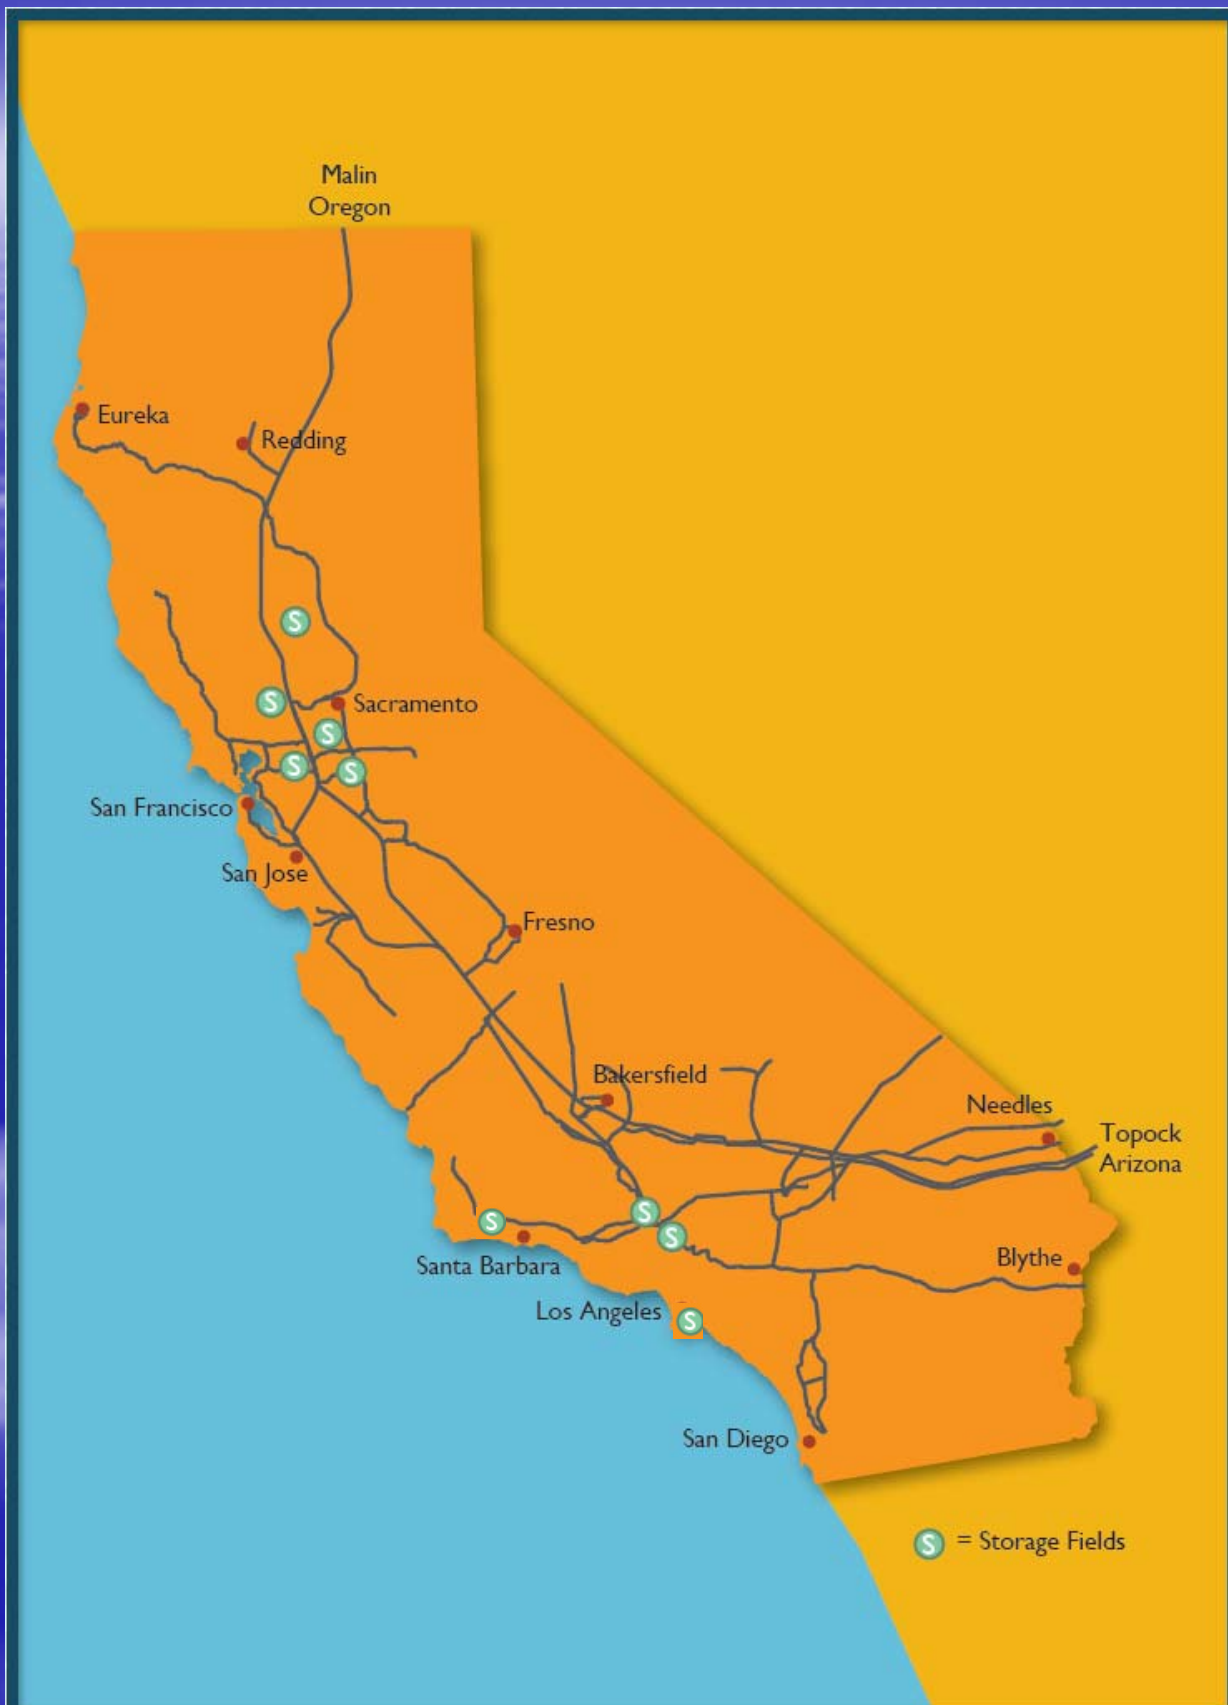 Malin
Oregon
Eureka
Redding
S
S
Sacramento
S
S
S
San Francisco
San Jose
Fresno
Bakersfield
Needles
Topock
Arizona
S
S
S
Santa Barbara
Blythe
Los Angeles
S
San Diego
S = Storage Fields